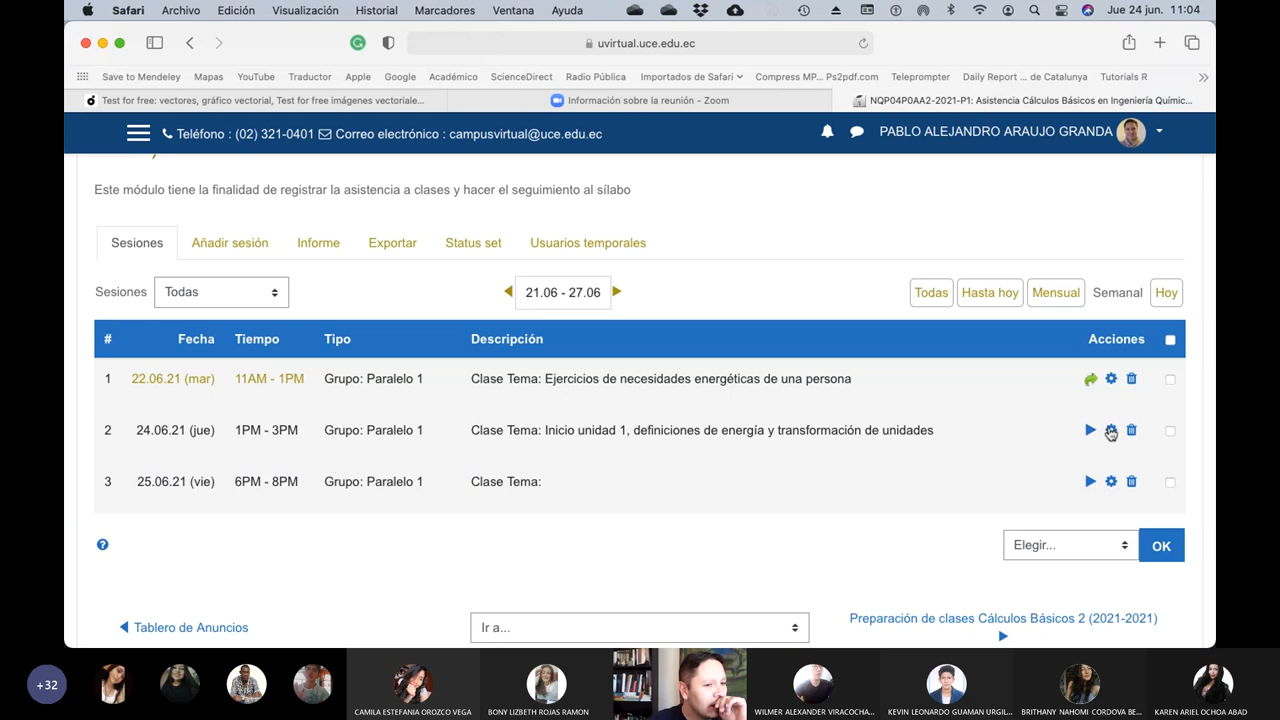 Safari Archivo Edición Visualización Historial Marcadores Ventana Ayuda Jue 24 jun. 11:04
uvirtual.uce.edu.ec
Save to Mendeley Mapas YouTube Traductor Apple Google Académico ScienceDirect Radio Pública Importados de Safari Compress MP... Ps2pdf.com Teleprompter Daily Report ... de Catalunya Tutorials R
Test for free: vectores, gráfico vectorial, Test for free imágenes vectoriale... Información sobre la reunión - Zoom NQP04P0AA2-2021-P1: Asistencia Cálculos Básicos en Ingeniería Químic...
Teléfono : (02) 321-0401 Correo electrónico : campusvirtual@uce.edu.ec PABLO ALEJANDRO ARAUJO GRANDA
Este módulo tiene la finalidad de registrar la asistencia a clases y hacer el seguimiento al sílabo
Sesiones Añadir sesión Informe Exportar Status set Usuarios temporales
Sesiones Todas 21.06 - 27.06 Todas Hasta hoy Mensual Semanal Hoy
# Fecha Tiempo Tipo Descripción Acciones
1 22.06.21 (mar) 11AM - 1PM Grupo: Paralelo 1 Clase Tema: Ejercicios de necesidades energéticas de una persona
2 24.06.21 (jue) 1PM - 3PM Grupo: Paralelo 1 Clase Tema: Inicio unidad 1, definiciones de energía y transformación de unidades
3 25.06.21 (vie) 6PM - 8PM Grupo: Paralelo 1 Clase Tema:
Elegir... OK
Tablero de Anuncios Ir a... Preparación de clases Cálculos Básicos 2 (2021-2021)
+32
CAMILA ESTEFANIA OROZCO VEGA BONY LIZBETH ROJAS RAMON WILMER ALEXANDER VIRACOCHA... KEVIN LEONARDO GUAMAN URGIL... BRITHANY NAHOMI CORDOVA BE... KAREN ARIEL OCHOA ABAD